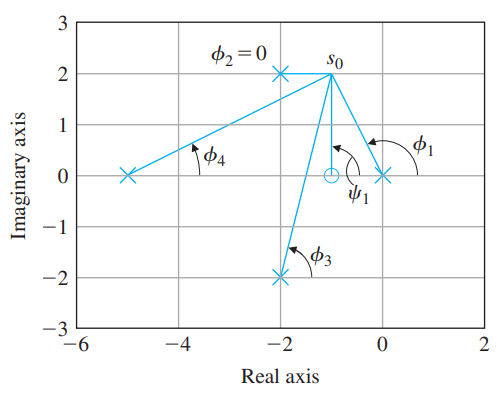 3
ϕ₂ = 0
s₀
2
Imaginary axis
1
ϕ₄
ϕ₁
0
ψ₁
−1
ϕ₃
−2
−3
−6
−4
−2
0
2
Real axis